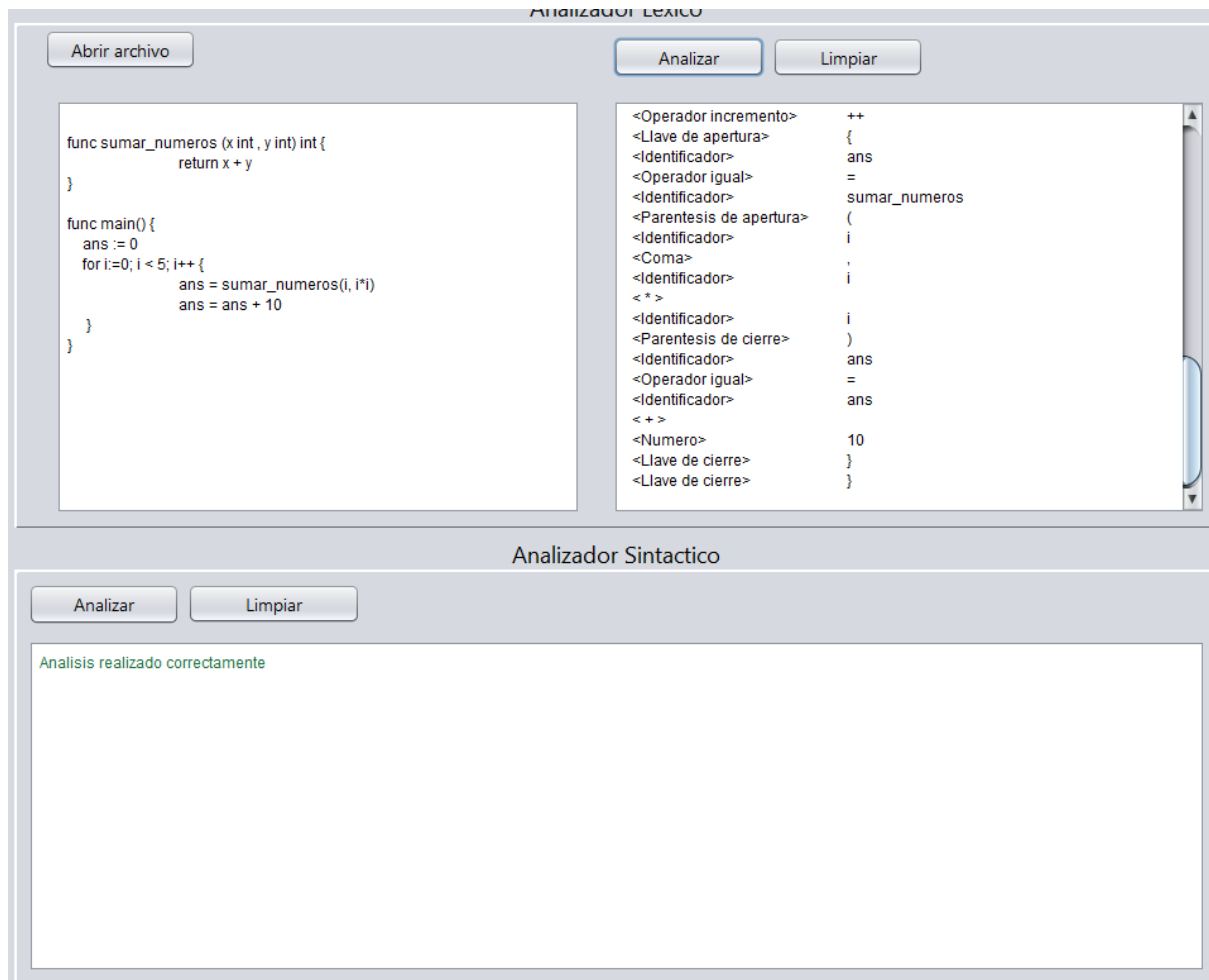 Analizador Lexico
Abrir archivo
Analizar
Limpiar
func sumar_numeros (x int , y int) int {
return x + y
}
func main() {
ans := 0
for i:=0; i < 5; i++ {
ans = sumar_numeros(i, i*i)
ans = ans + 10
}
}
<Operador incremento> ++
<Llave de apertura> {
<Identificador> ans
<Operador igual> =
<Identificador> sumar_numeros
<Parentesis de apertura> (
<Identificador> i
<Coma> ,
<Identificador> i
< * >
<Identificador> i
<Parentesis de cierre> )
<Identificador> ans
<Operador igual> =
<Identificador> ans
< + >
<Numero> 10
<Llave de cierre> }
<Llave de cierre> }
Analizador Sintactico
Analizar
Limpiar
Analisis realizado correctamente